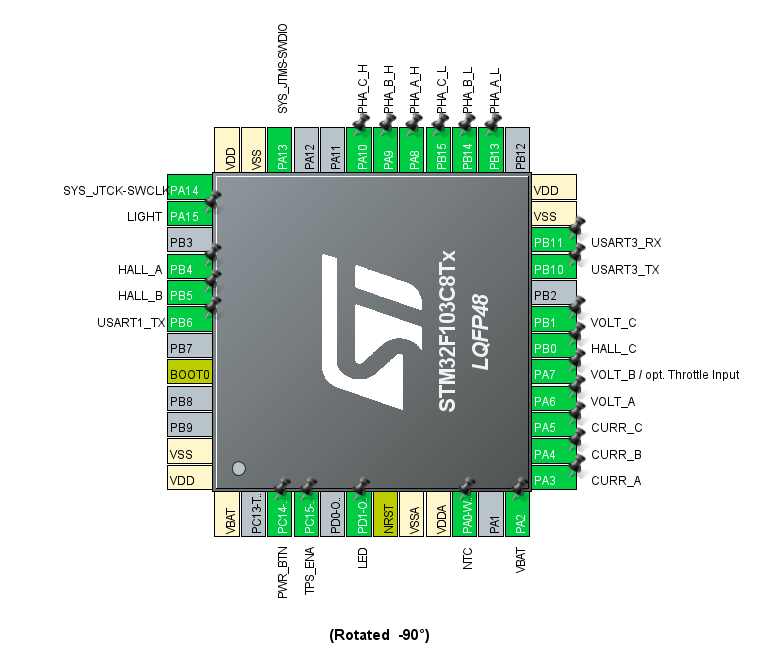 SYS_JTMS-SWDIO
PHA_C_H
PHA_B_H
PHA_A_H
PHA_C_L
PHA_B_L
PHA_A_L
VDD
VSS
PA13
PA12
PA11
PA10
PA9
PA8
PB15
PB14
PB13
PB12
SYS_JTCK-SWCLK
PA14
LIGHT
PA15
PB3
HALL_A
PB4
HALL_B
PB5
USART1_TX
PB6
PB7
BOOT0
PB8
PB9
VSS
VDD
STM32F103C8Tx
LQFP48
VDD
VSS
PB11 USART3_RX
PB10 USART3_TX
PB2
PB1 VOLT_C
PB0 HALL_C
PA7 VOLT_B / opt. Throttle Input
PA6 VOLT_A
PA5 CURR_C
PA4 CURR_B
PA3 CURR_A
VBAT
PC13-T..
PC14-..
PC15-..
PD0-O..
PD1-O..
NRST
VSSA
VDDA
PA0-W..
PA1
PA2
PWR_BTN
TPS_ENA
LED
NTC
VBAT
(Rotated -90°)